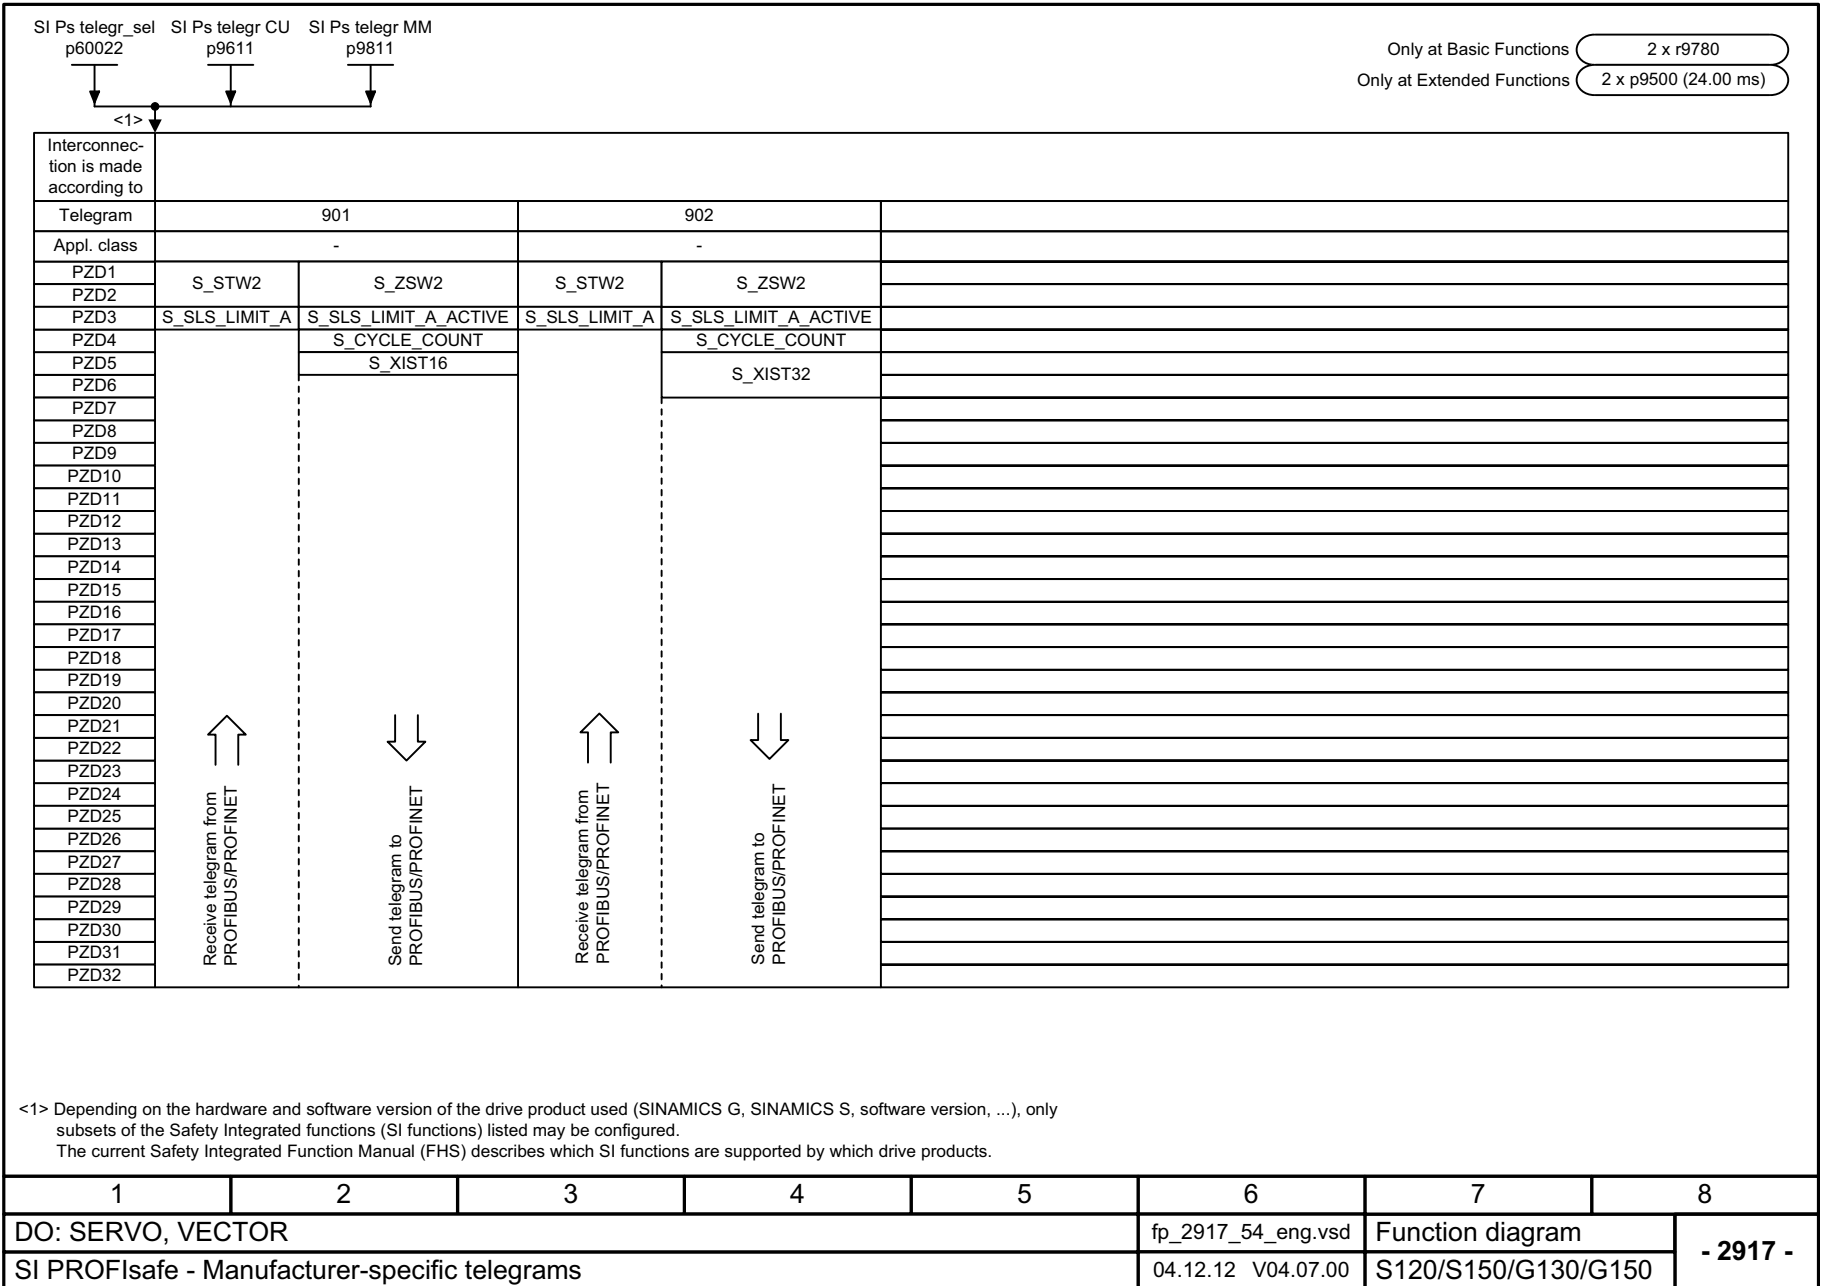 SI Ps telegr_sel SI Ps telegr CU SI Ps telegr MM
p60022 p9611 p9811
Only at Basic Functions 2 x r9780
Only at Extended Functions 2 x p9500 (24.00 ms)
<1>
Interconnec-
tion is made
according to
Telegram 901 902
Appl. class - -
PZD1
S_STW2 S_ZSW2 S_STW2 S_ZSW2
PZD2
PZD3 S_SLS_LIMIT_A S_SLS_LIMIT_A_ACTIVE S_SLS_LIMIT_A S_SLS_LIMIT_A_ACTIVE
PZD4 S_CYCLE_COUNT S_CYCLE_COUNT
PZD5 S_XIST16
S_XIST32
PZD6
PZD7
PZD8
PZD9
PZD10
PZD11
PZD12
PZD13
PZD14
PZD15
PZD16
PZD17
PZD18
PZD19
PZD20
PZD21
PZD22
PZD23
PZD24
PZD25
PZD26
PZD27
PZD28
PZD29
PZD30
PZD31
PZD32
Receive telegram from
PROFIBUS/PROFINET
Send telegram to
PROFIBUS/PROFINET
Receive telegram from
PROFIBUS/PROFINET
Send telegram to
PROFIBUS/PROFINET
<1> Depending on the hardware and software version of the drive product used (SINAMICS G, SINAMICS S, software version, ...), only
subsets of the Safety Integrated functions (SI functions) listed may be configured.
The current Safety Integrated Function Manual (FHS) describes which SI functions are supported by which drive products.
1 2 3 4 5 6 7 8
DO: SERVO, VECTOR fp_2917_54_eng.vsd Function diagram
- 2917 -
SI PROFIsafe - Manufacturer-specific telegrams 04.12.12 V04.07.00 S120/S150/G130/G150